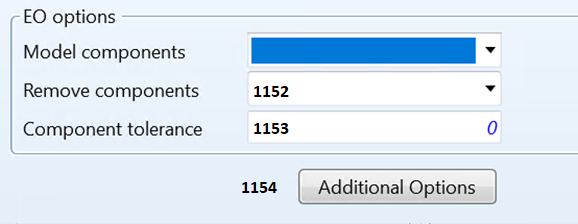 EO options
Model components
Remove components 1152
Component tolerance 1153 0
1154 Additional Options